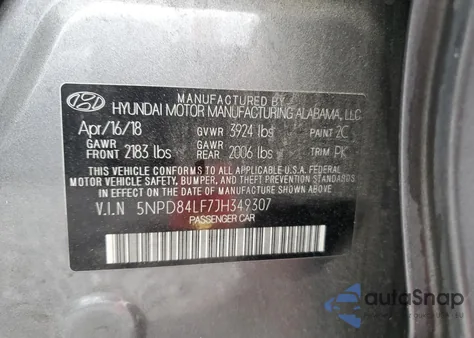 MANUFACTURED BY
HYUNDAI MOTOR MANUFACTURING ALABAMA, LLC
Apr/16/18 GVWR 3924 lbs PAINT 2C
GAWR FRONT 2183 lbs GAWR REAR 2006 lbs TRIM PK
THIS VEHICLE CONFORMS TO ALL APPLICABLE U.S.A. FEDERAL
MOTOR VEHICLE SAFETY, BUMPER, AND THEFT PREVENTION STANDARDS
IN EFFECT ON THE DATE OF MANUFACTURE SHOWN ABOVE.
V.I.N 5NPD84LF7JH349307
PASSENGER CAR
autoSnap